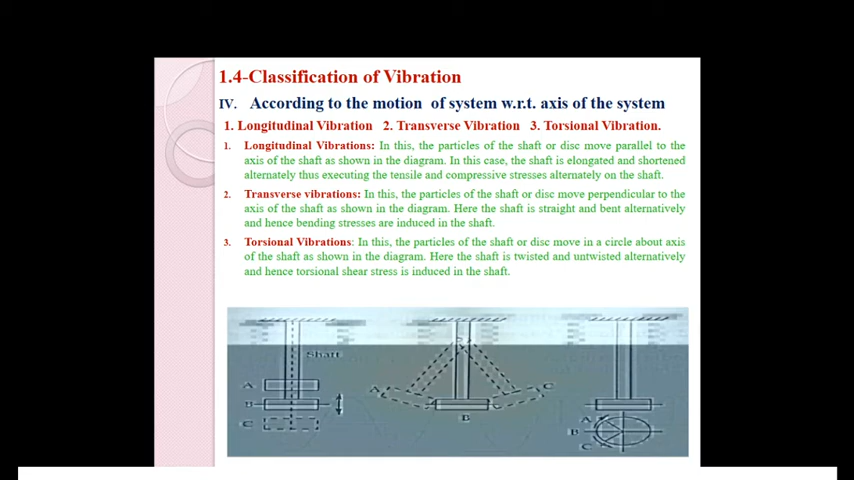 1.4-Classification of Vibration
IV. According to the motion of system w.r.t. axis of the system
1. Longitudinal Vibration 2. Transverse Vibration 3. Torsional Vibration.
1. Longitudinal Vibrations: In this, the particles of the shaft or disc move parallel to the
axis of the shaft as shown in the diagram. In this case, the shaft is elongated and shortened
alternately thus executing the tensile and compressive stresses alternately on the shaft.
2. Transverse vibrations: In this, the particles of the shaft or disc move perpendicular to the
axis of the shaft as shown in the diagram. Here the shaft is straight and bent alternatively
and hence bending stresses are induced in the shaft.
3. Torsional Vibrations: In this, the particles of the shaft or disc move in a circle about axis
of the shaft as shown in the diagram. Here the shaft is twisted and untwisted alternatively
and hence torsional shear stress is induced in the shaft.
Shaft
A
B
C
A
B
C
A
B
C